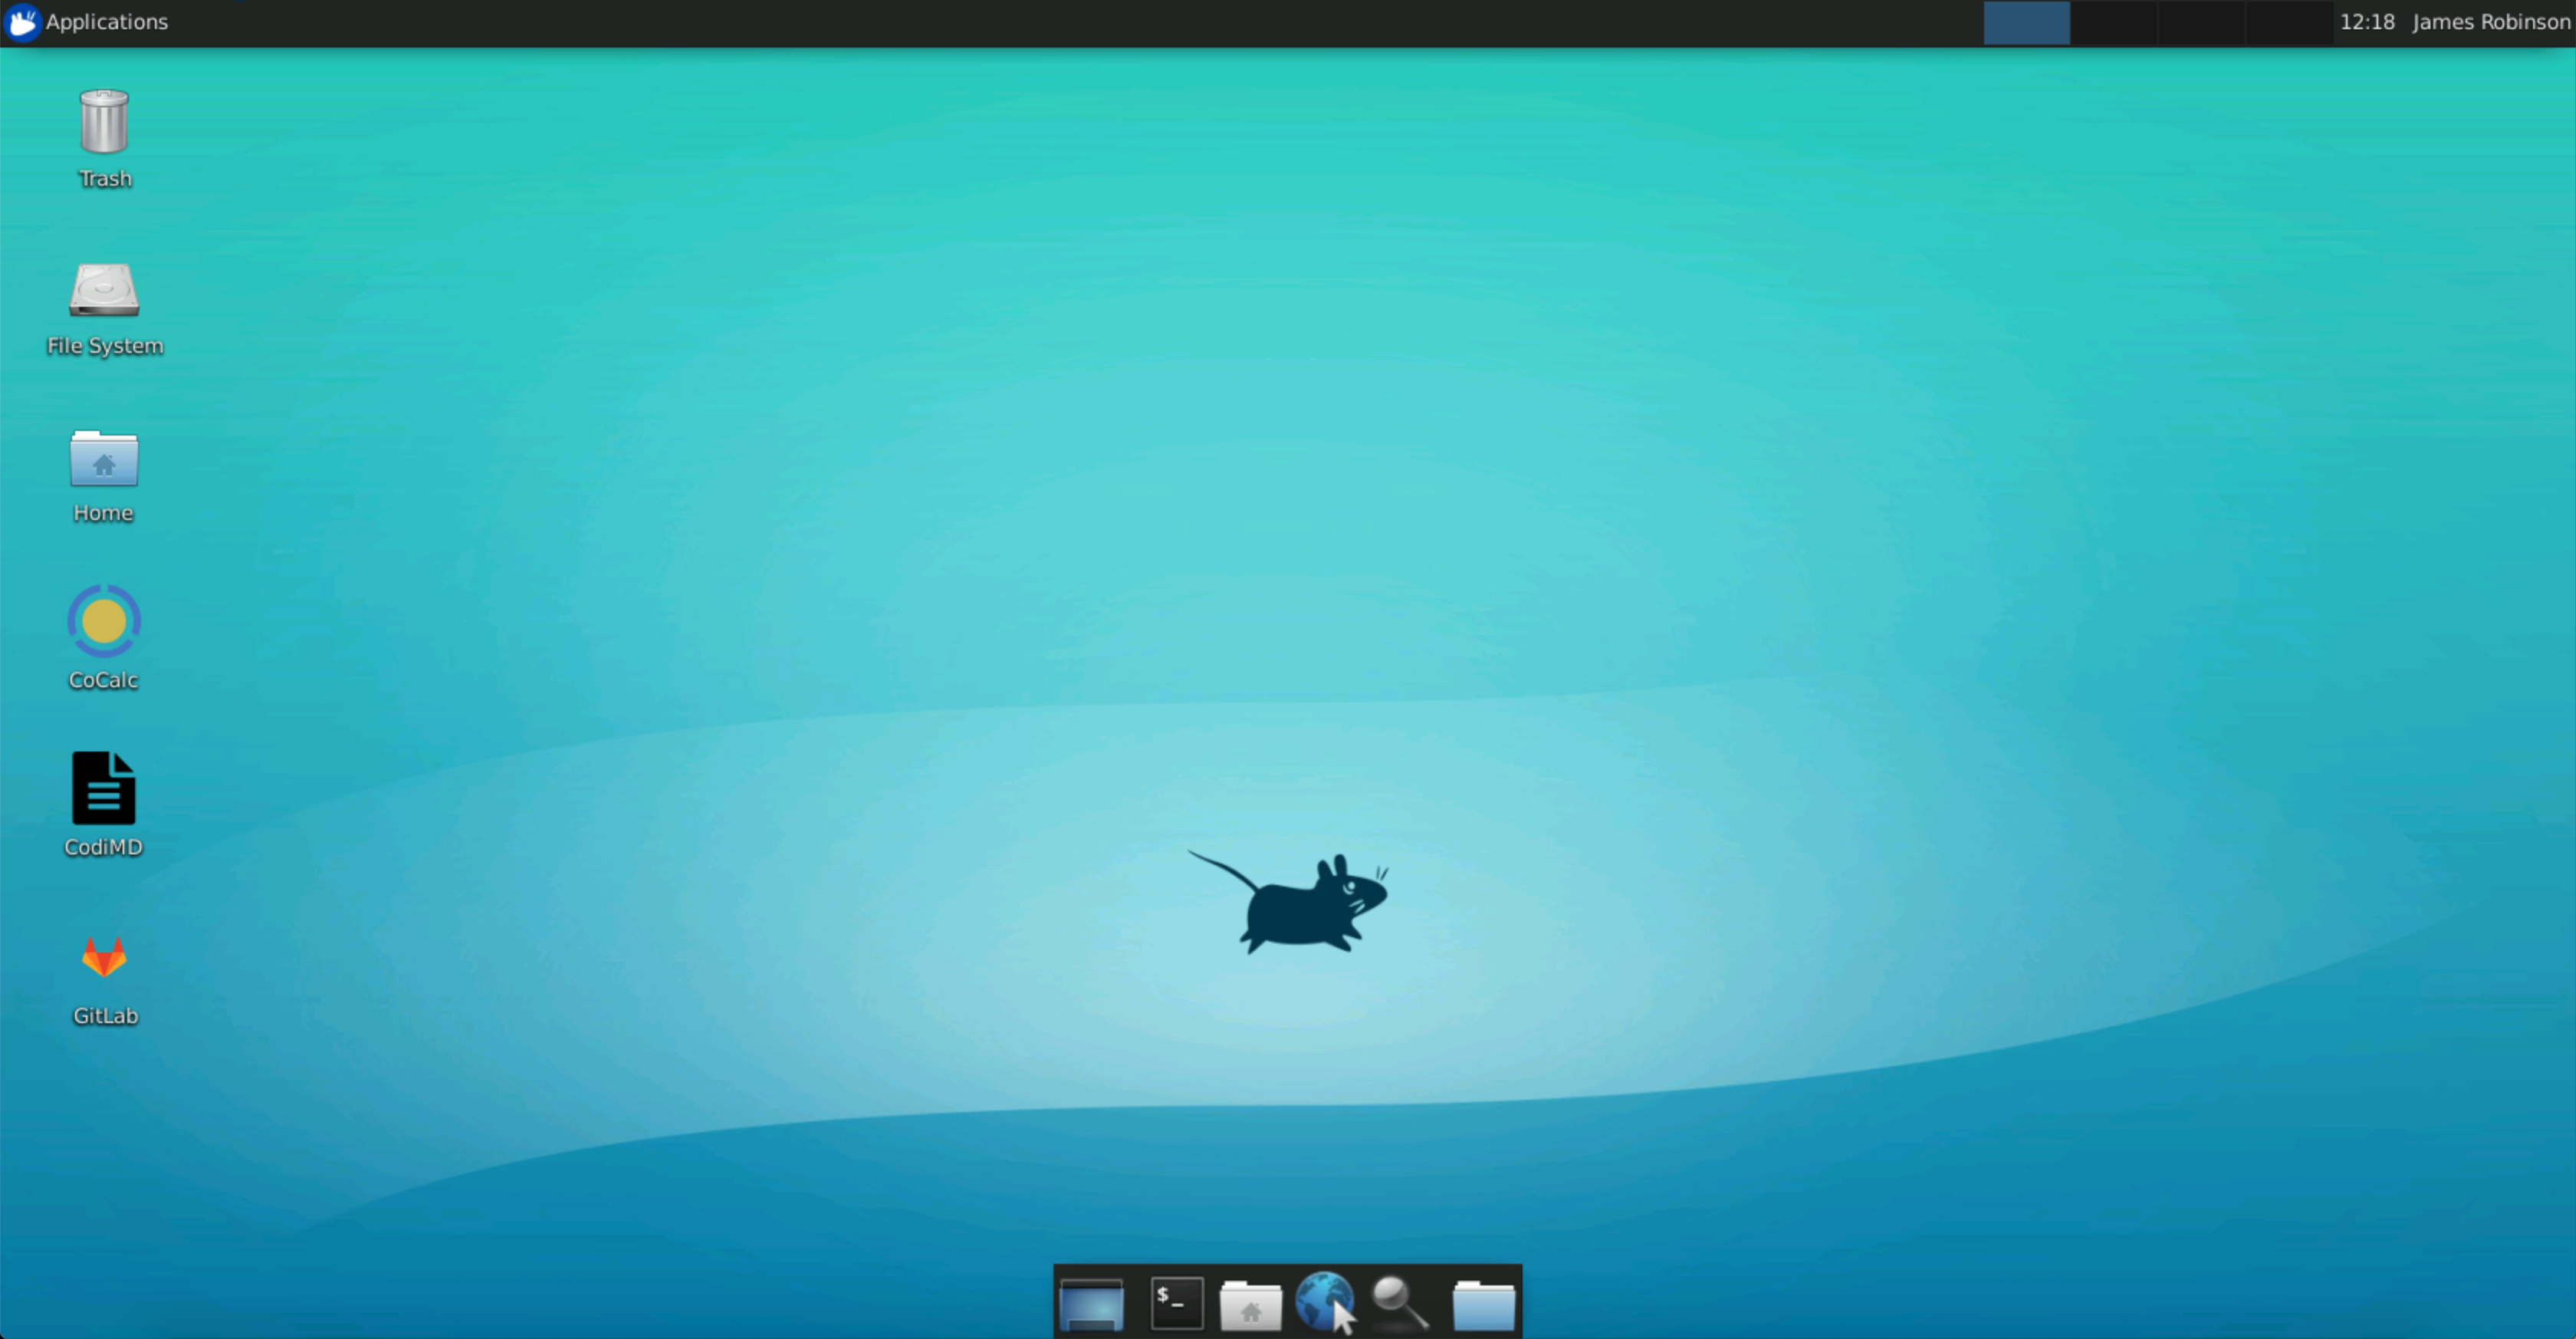 Applications
12:18 James Robinson
Trash
File System
Home
CoCalc
CodiMD
GitLab
$_